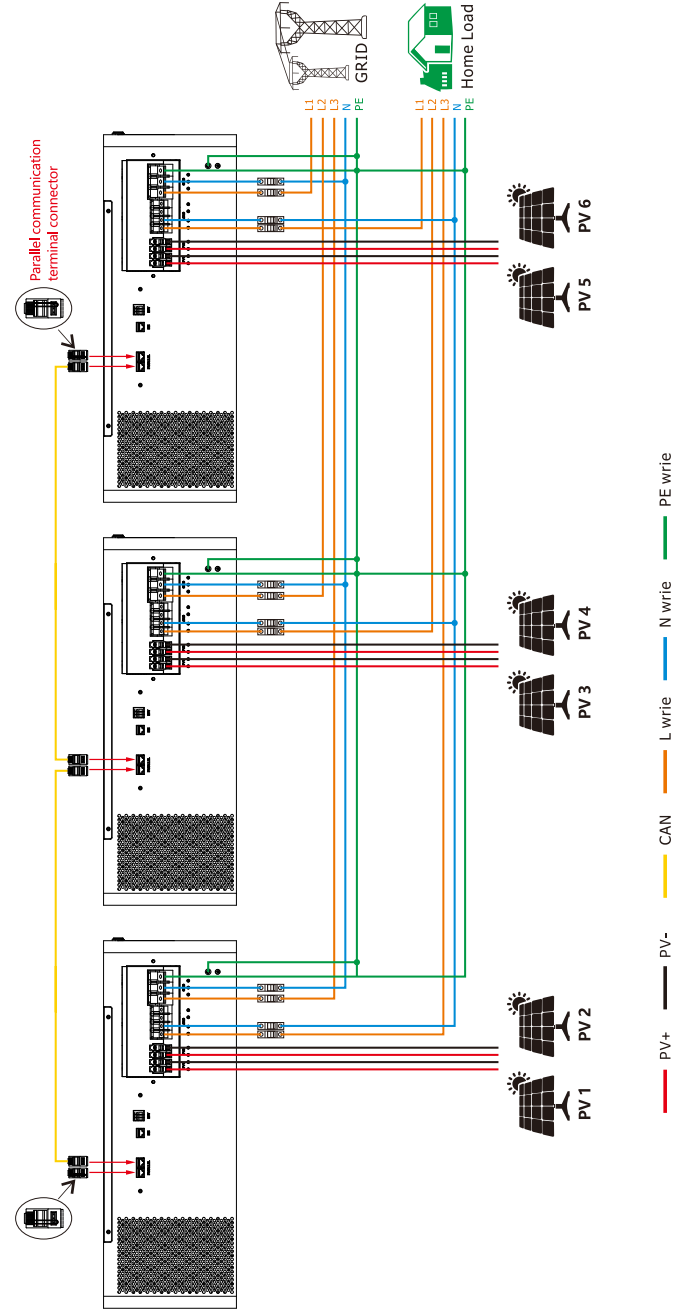 Parallel communication
terminal connector
GRID
Home Load
L1
L2
L3
N
PE
L1
L2
L3
N
PE
PV 1
PV 2
PV 3
PV 4
PV 5
PV 6
PV+
PV-
CAN
L wrie
N wrie
PE wrie